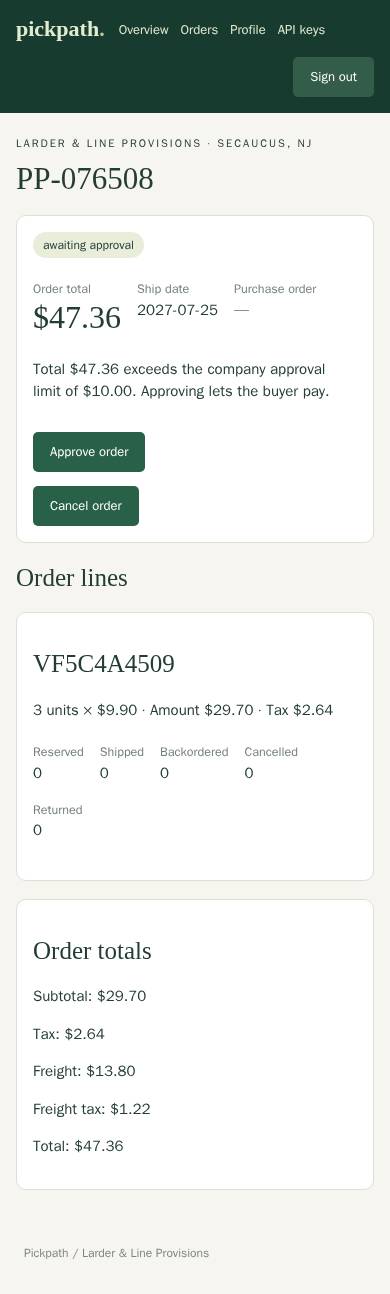 pickpath. Overview Orders Profile API keys
Sign out
LARDER & LINE PROVISIONS · SECAUCUS, NJ
PP-076508
awaiting approval
Order total Ship date Purchase order
$47.36 2027-07-25 —
Total $47.36 exceeds the company approval
limit of $10.00. Approving lets the buyer pay.
Approve order
Cancel order
Order lines
VF5C4A4509
3 units × $9.90 · Amount $29.70 · Tax $2.64
Reserved Shipped Backordered Cancelled
0 0 0 0
Returned
0
Order totals
Subtotal: $29.70
Tax: $2.64
Freight: $13.80
Freight tax: $1.22
Total: $47.36
Pickpath / Larder & Line Provisions